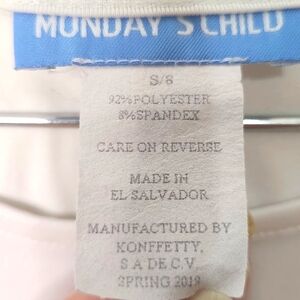 MONDAY'S CHILD
S/8
92%POLYESTER
8%SPANDEX
CARE ON REVERSE
MADE IN
EL SALVADOR
MANUFACTURED BY
KONFFETTY,
S.A DE C.V.
SPRING 2018